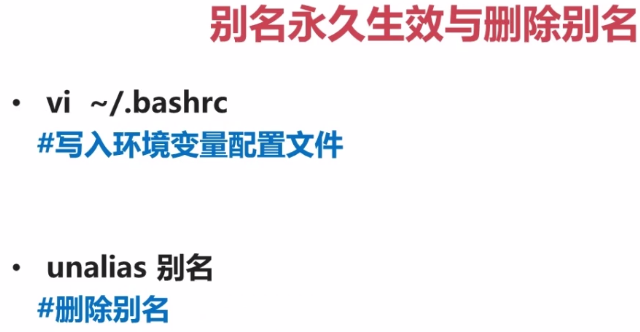 别名永久生效与删除别名
• vi ~/.bashrc
#写入环境变量配置文件
• unalias 别名
#删除别名